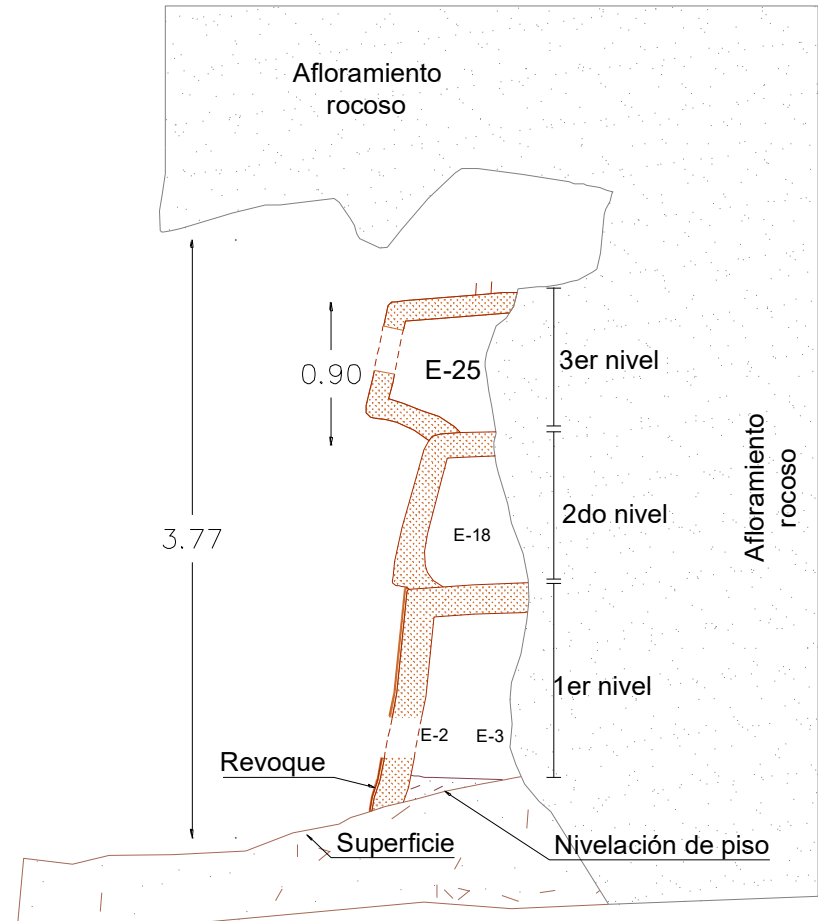 Afloramiento
rocoso
0.90
E-25
3er nivel
Afloramiento
rocoso
3.77
E-18
2do nivel
1er nivel
E-2
E-3
Revoque
Superficie
Nivelación de piso